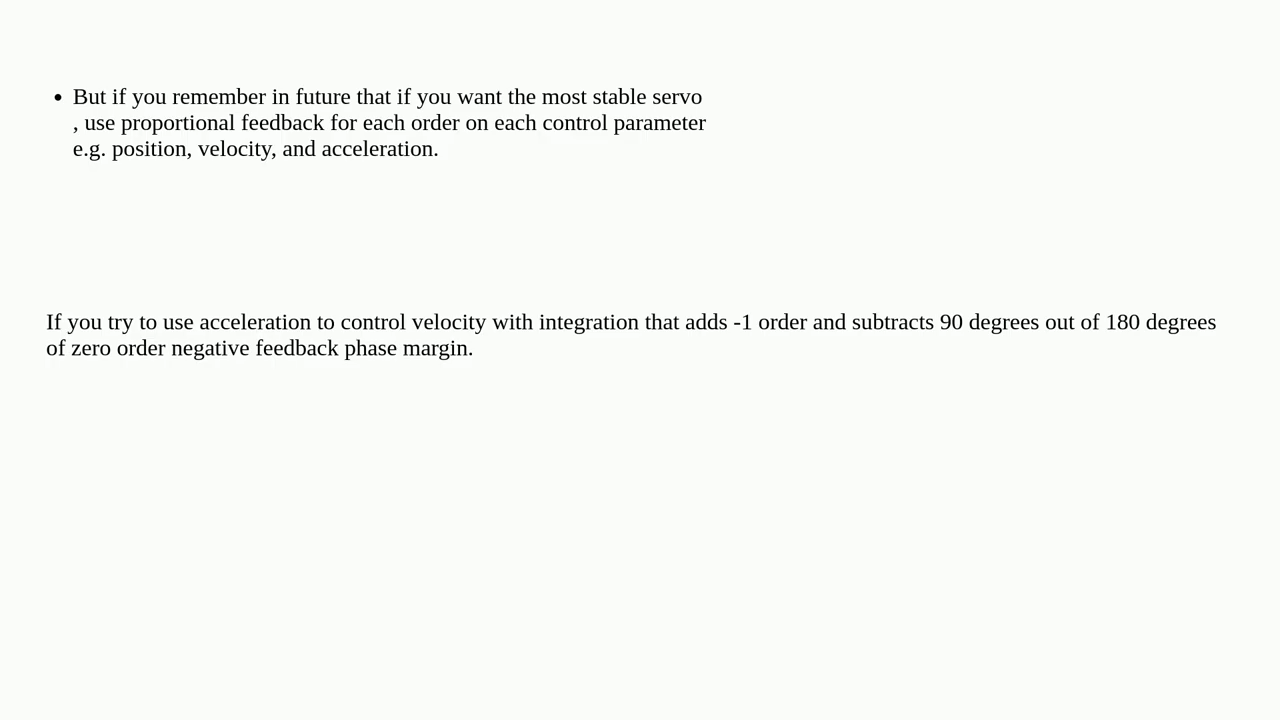 • But if you remember in future that if you want the most stable servo
, use proportional feedback for each order on each control parameter
e.g. position, velocity, and acceleration.
If you try to use acceleration to control velocity with integration that adds -1 order and subtracts 90 degrees out of 180 degrees
of zero order negative feedback phase margin.